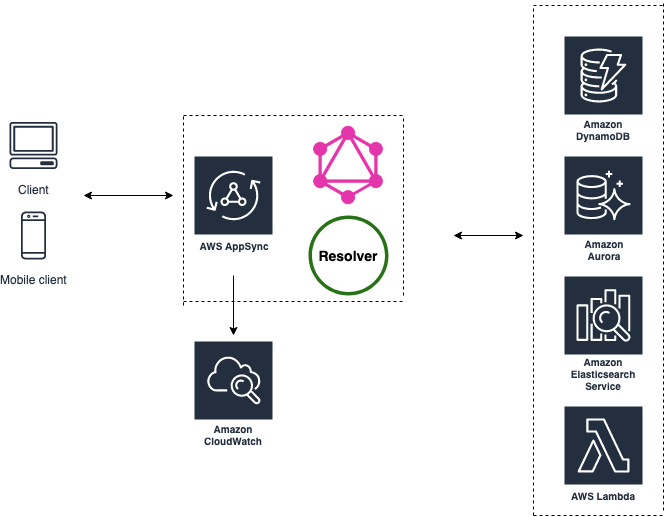 Client
Mobile client
AWS AppSync
Resolver
Amazon
CloudWatch
Amazon
DynamoDB
Amazon
Aurora
Amazon
Elasticsearch
Service
AWS Lambda